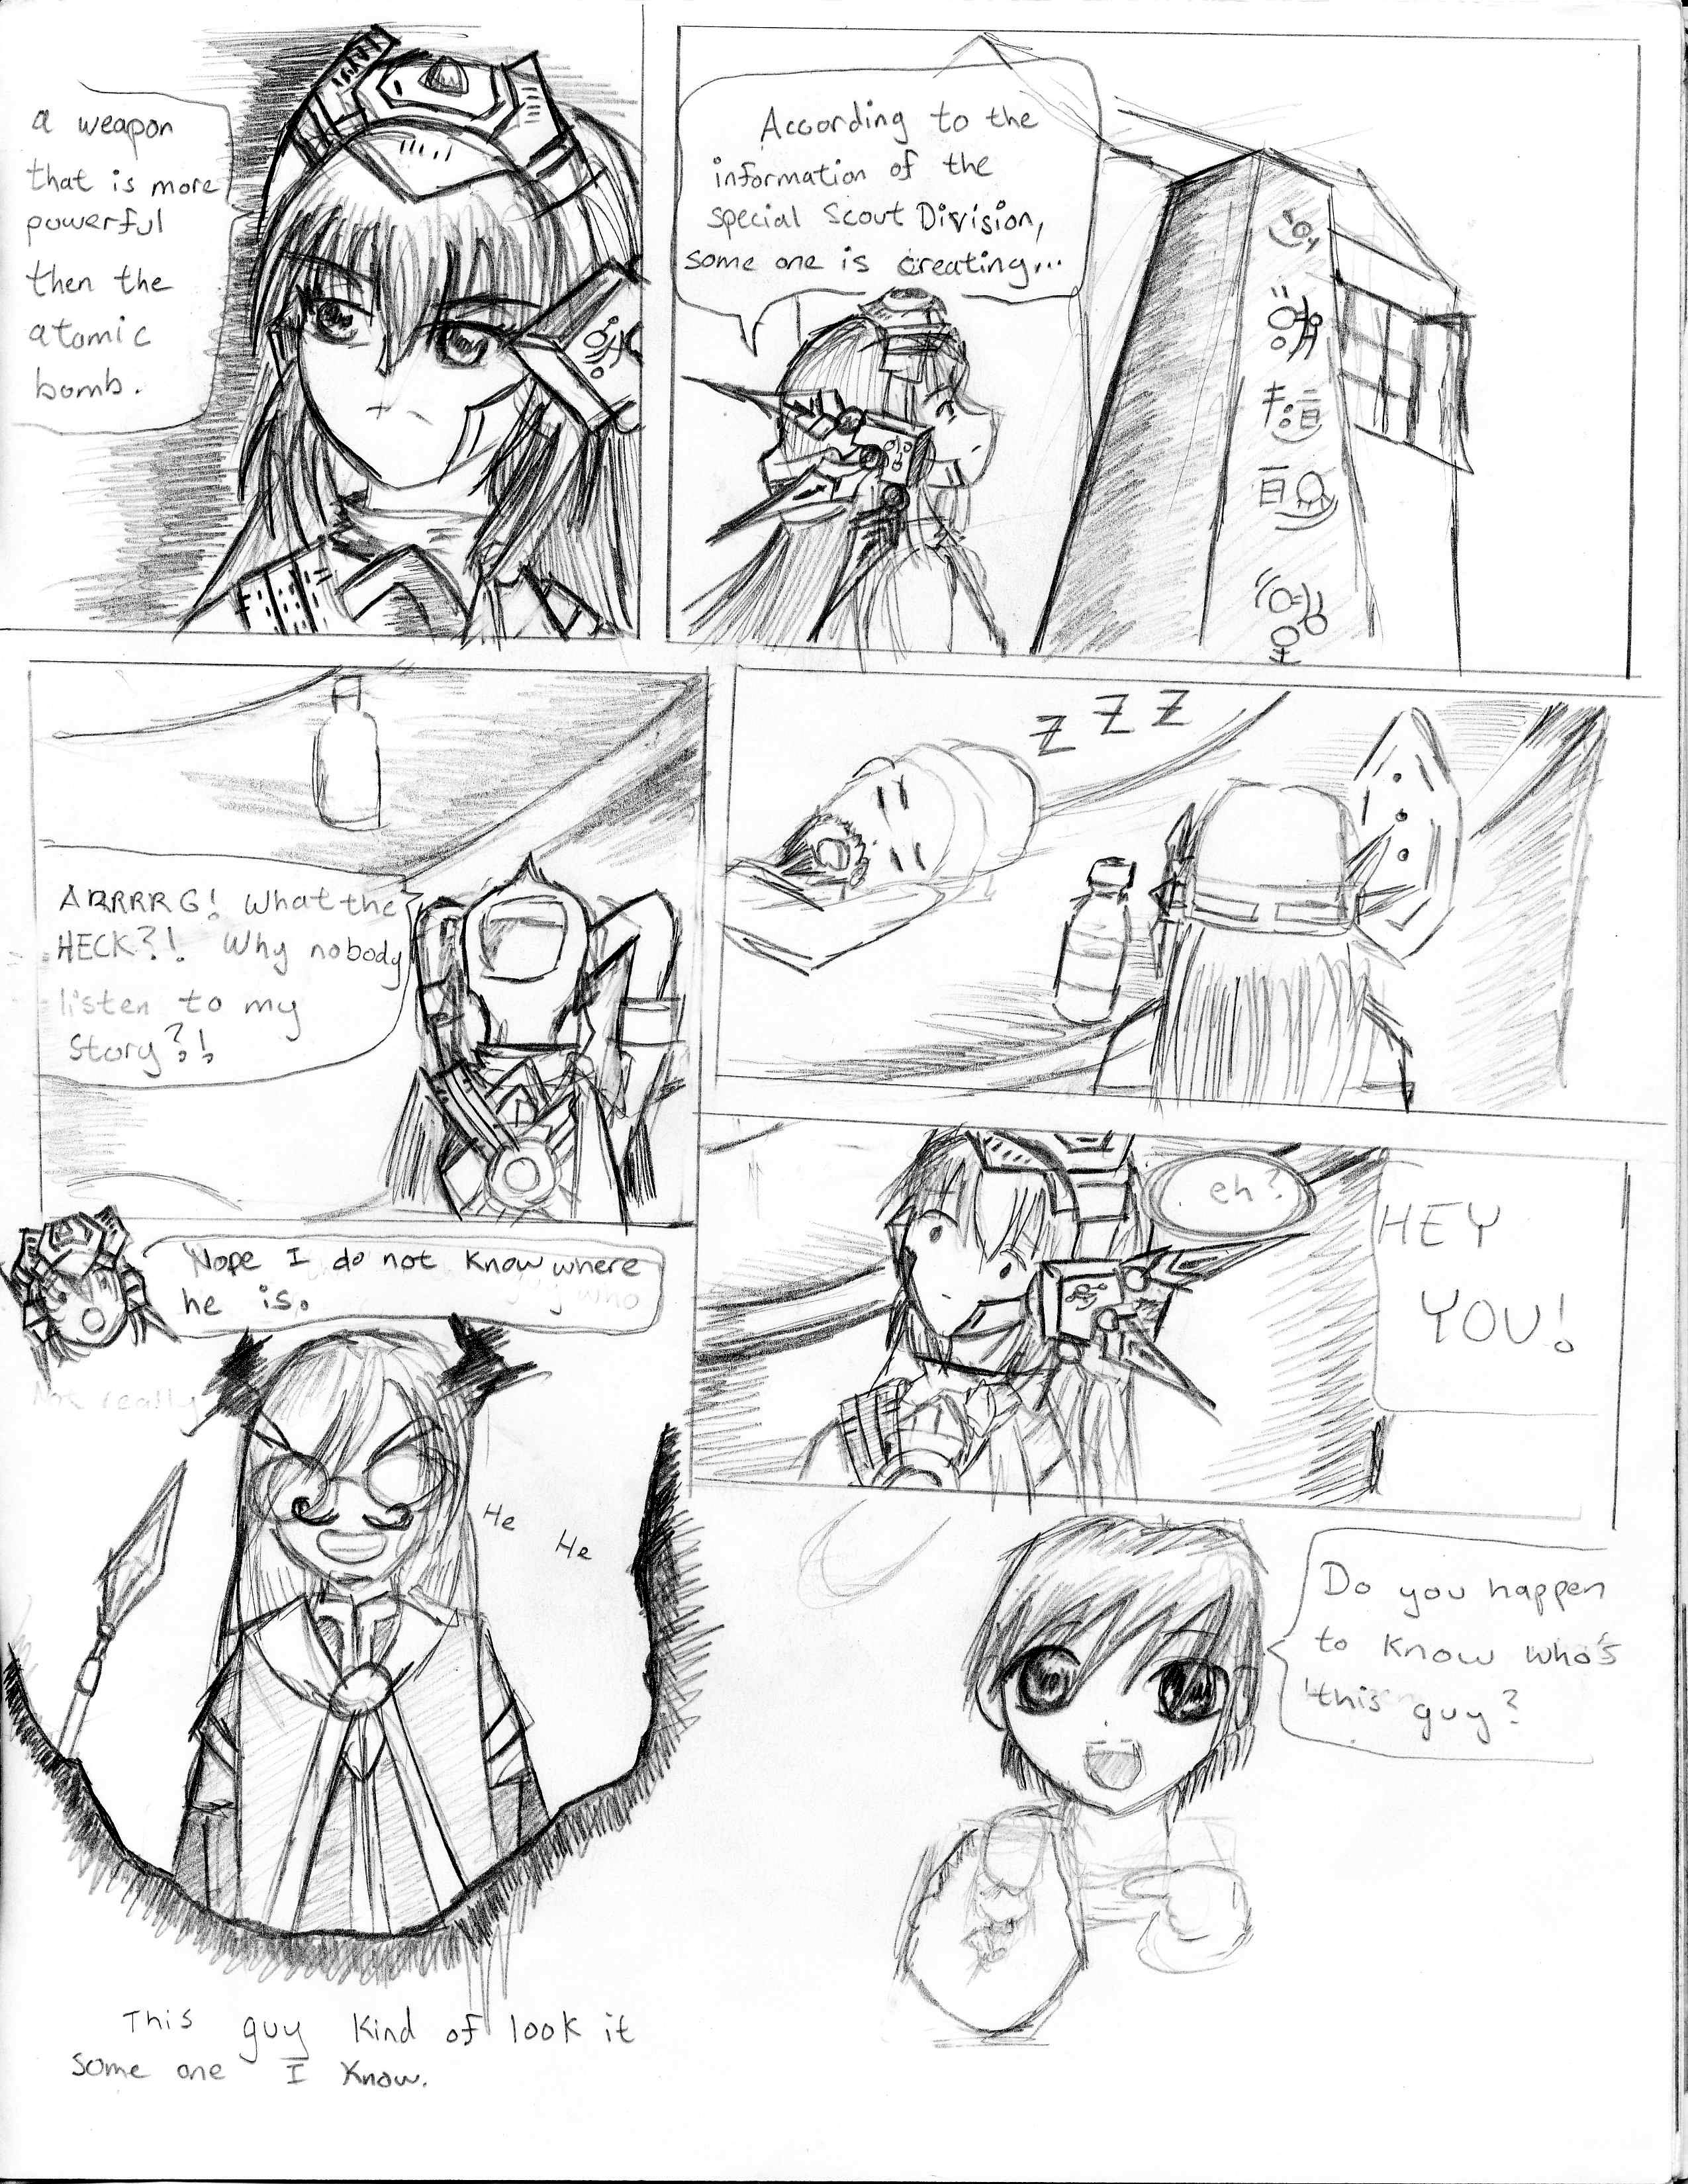 According to the
information of the
special Scout Division,
some one is creating...
a weapon
that is more
powerful
then the
atomic
bomb.
Z Z Z
ARRRRG! What the
HECK?! Why nobody
listen to my
Story?!
HEY
YOU!
eh?
Do you happen
to know who's
this guy?
Nope I do not know where
he is.
Not really
He
He
This guy kind of look it
some one I know.